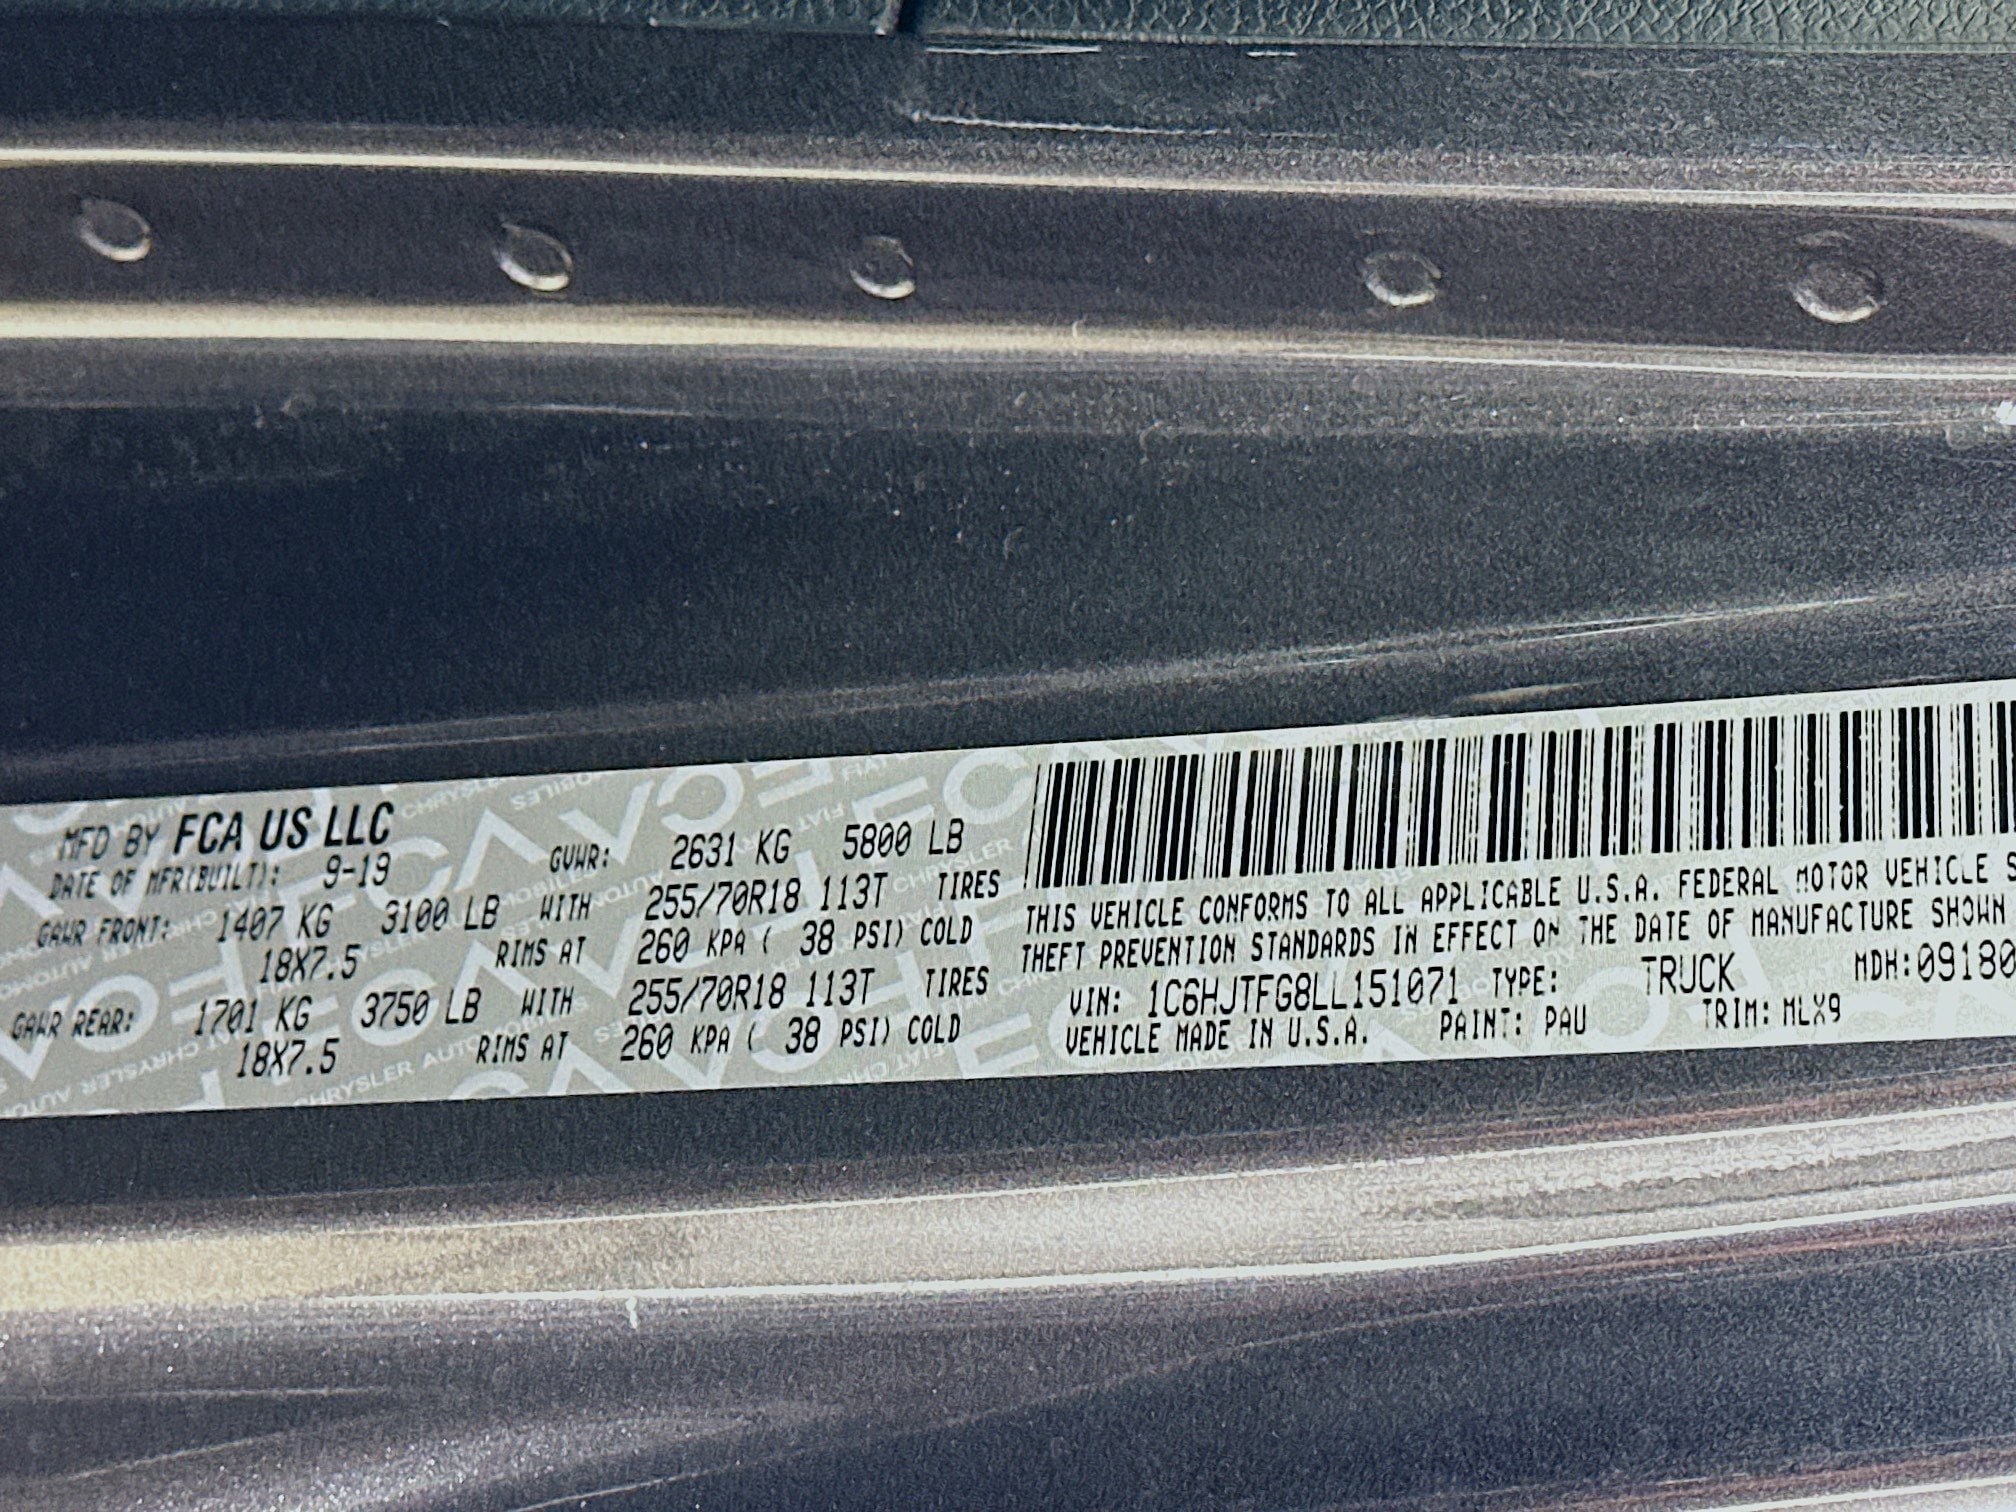 MFD BY FCA US LLC
DATE OF MFR(BUILT): 9-19 GVWR: 2631 KG 5800 LB
GAWR FRONT: 1407 KG 3100 LB WITH 255/70R18 113T TIRES
18X7.5 RIMS AT 260 KPA ( 38 PSI) COLD
GAWR REAR: 1701 KG 3750 LB WITH 255/70R18 113T TIRES
18X7.5 RIMS AT 260 KPA ( 38 PSI) COLD
THIS VEHICLE CONFORMS TO ALL APPLICABLE U.S.A. FEDERAL MOTOR VEHICLE S
THEFT PREVENTION STANDARDS IN EFFECT ON THE DATE OF MANUFACTURE SHOWN
VIN: 1C6HJTFG8LL151071 TYPE: TRUCK MDH:09180
VEHICLE MADE IN U.S.A. PAINT: PAU TRIM: MLX9